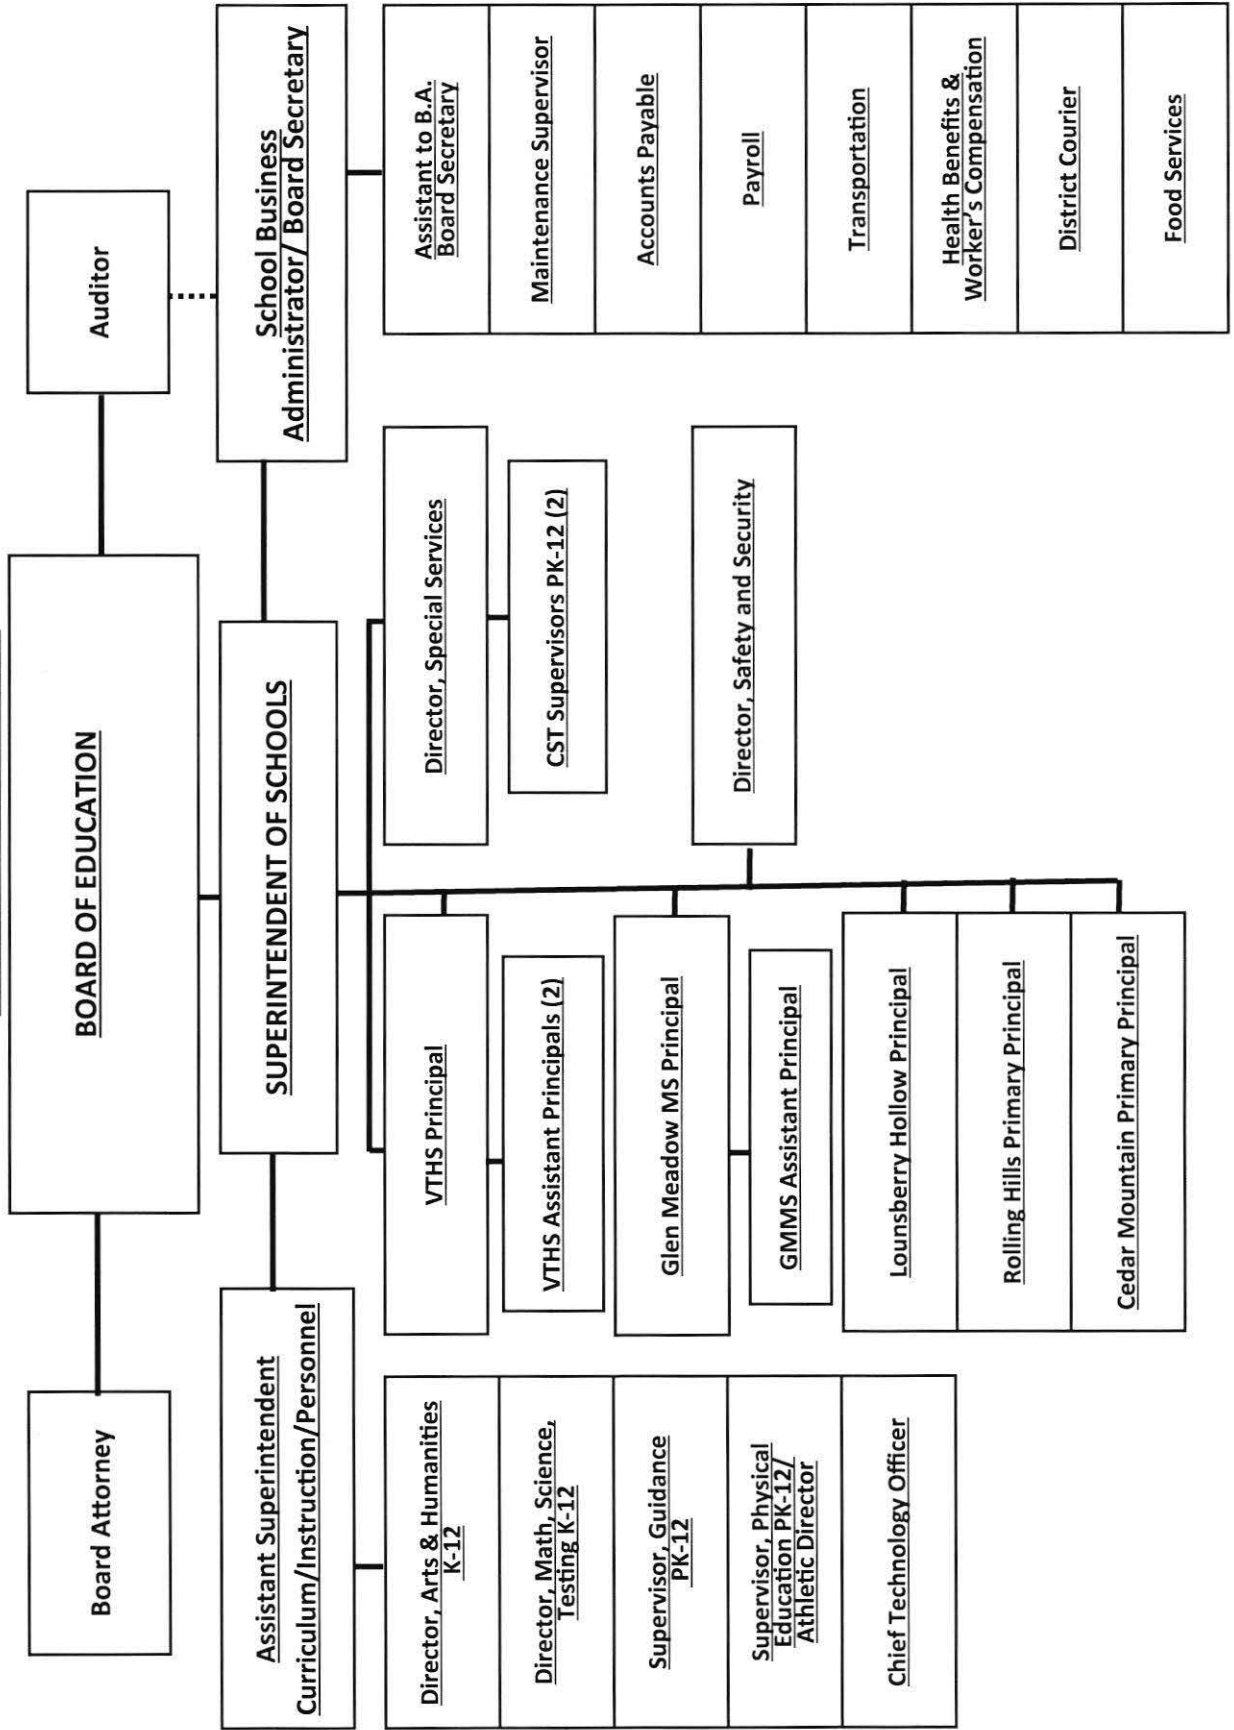 BOARD OF EDUCATION
Board Attorney
Auditor
SUPERINTENDENT OF SCHOOLS
Assistant Superintendent
Curriculum/Instruction/Personnel
School Business
Administrator/ Board Secretary
Director, Arts & Humanities
K-12
Director, Math, Science,
Testing K-12
Supervisor, Guidance
PK-12
Supervisor, Physical
Education PK-12/
Athletic Director
Chief Technology Officer
VTHS Principal
VTHS Assistant Principals (2)
Glen Meadow MS Principal
GMMS Assistant Principal
Lounsberry Hollow Principal
Rolling Hills Primary Principal
Cedar Mountain Primary Principal
Director, Special Services
CST Supervisors PK-12 (2)
Director, Safety and Security
Assistant to B.A.
Board Secretary
Maintenance Supervisor
Accounts Payable
Payroll
Transportation
Health Benefits &
Worker's Compensation
District Courier
Food Services